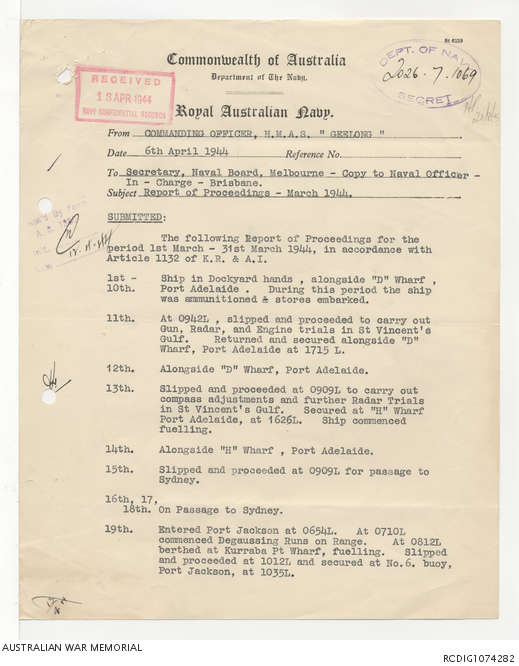 St 6259
Commonwealth of Australia
Department of The Navy.
DEPT. OF NAVY
2026.7.1069
SECRET
RECEIVED
18 APR 1944
NAVY CONFIDENTIAL RECORDS
Royal Australian Navy.
From COMMANDING OFFICER, H.M.A.S. " GEELONG "
Date 6th April 1944 Reference No.
To Secretary, Naval Board, Melbourne - Copy to Naval Officer -
In - Charge - Brisbane.
Subject Report of Proceedings - March 1944.
SUBMITTED:
The following Report of Proceedings for the
period 1st March - 31st March 1944, in accordance with
Article 1132 of K.R. & A.I.
1st - Ship in Dockyard hands , alongside "D" Wharf ,
10th. Port Adelaide . During this period the ship
was ammunitioned & stores embarked.
11th. At 0942L , slipped and proceeded to carry out
Gun, Radar, and Engine trials in St Vincent's
Gulf. Returned and secured alongside "D"
Wharf, Port Adelaide at 1715 L.
12th. Alongside "D" Wharf, Port Adelaide.
13th. Slipped and proceeded at 0909L to carry out
compass adjustments and further Radar Trials
in St Vincent's Gulf. Secured at "H" Wharf
Port Adelaide, at 1626L. Ship commenced
fuelling.
14th. Alongside "H" Wharf , Port Adelaide.
15th. Slipped and proceeded at 0909L for passage to
Sydney.
16th, 17,
18th. On Passage to Sydney.
19th. Entered Port Jackson at 0654L. At 0710L
commenced Degaussing Runs on Range. At 0812L
berthed at Kurraba Pt Wharf, fuelling. Slipped
and proceeded at 1012L and secured at No.6. buoy,
Port Jackson, at 1035L.
AUSTRALIAN WAR MEMORIAL
RCDIG1074282